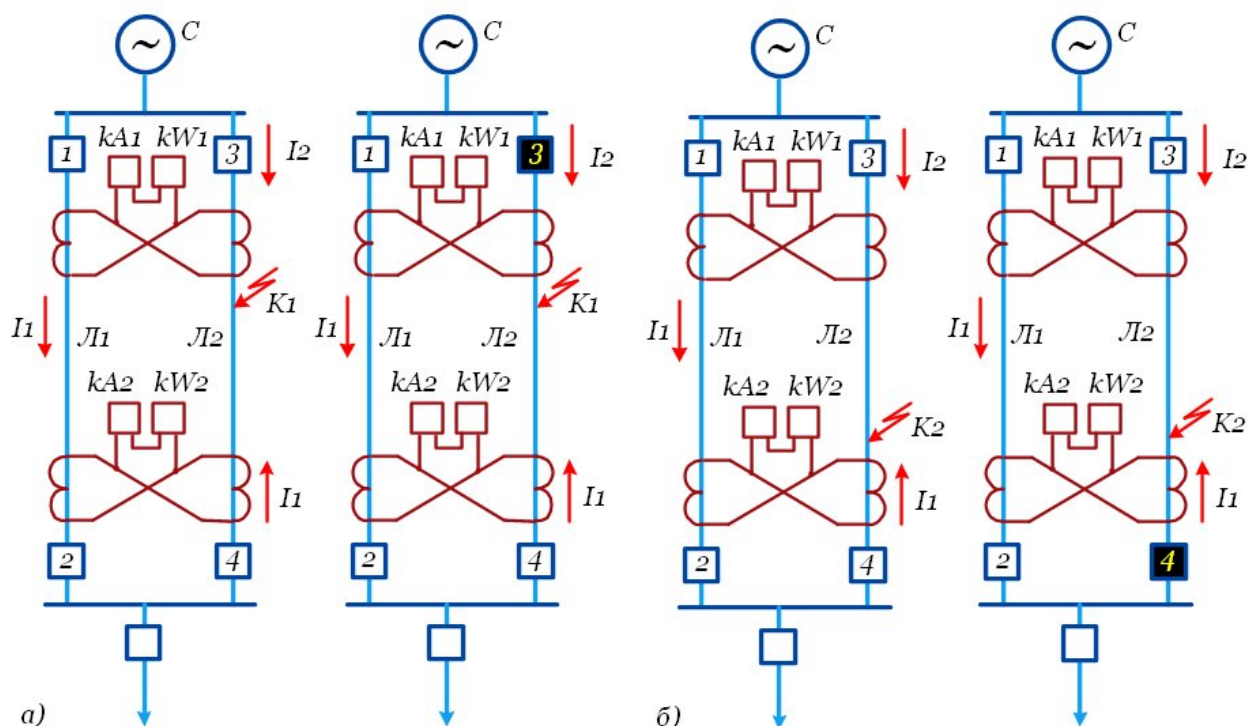 C C C C
1 kA1 kW1 3 I2 1 kA1 kW1 3 I2 1 kA1 kW1 3 I2 1 kA1 kW1 3 I2
K1 K1
I1 Л1 Л2 I1 Л1 Л2 I1 Л1 Л2 I1 Л1 Л2
kA2 kW2 kA2 kW2 kA2 kW2 kA2 kW2
K2 K2
I1 I1 I1 I1
2 4 2 4 2 4 2 4
а) б)